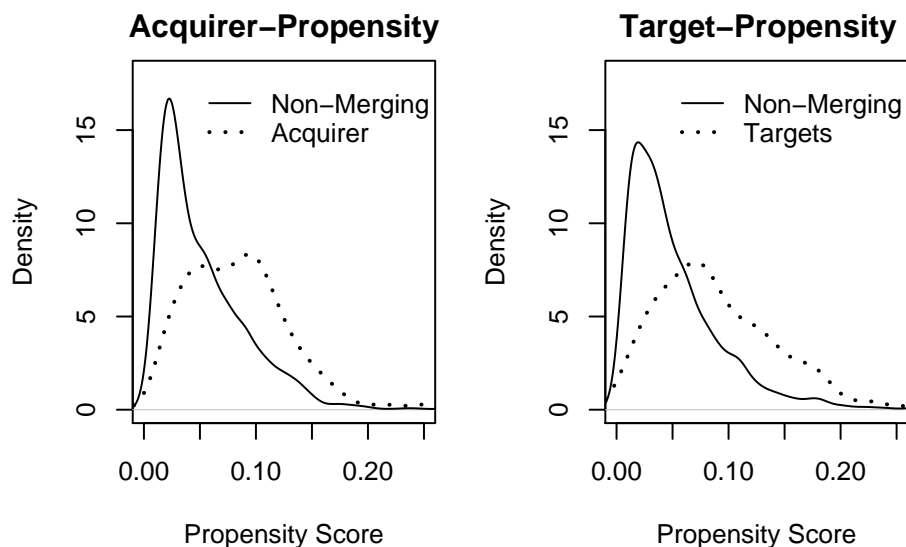 Acquirer−Propensity
Non−Merging
Acquirer
Density
0
5
10
15
0.00
0.10
0.20
Propensity Score
Target−Propensity
Non−Merging
Targets
Density
0
5
10
15
0.00
0.10
0.20
Propensity Score